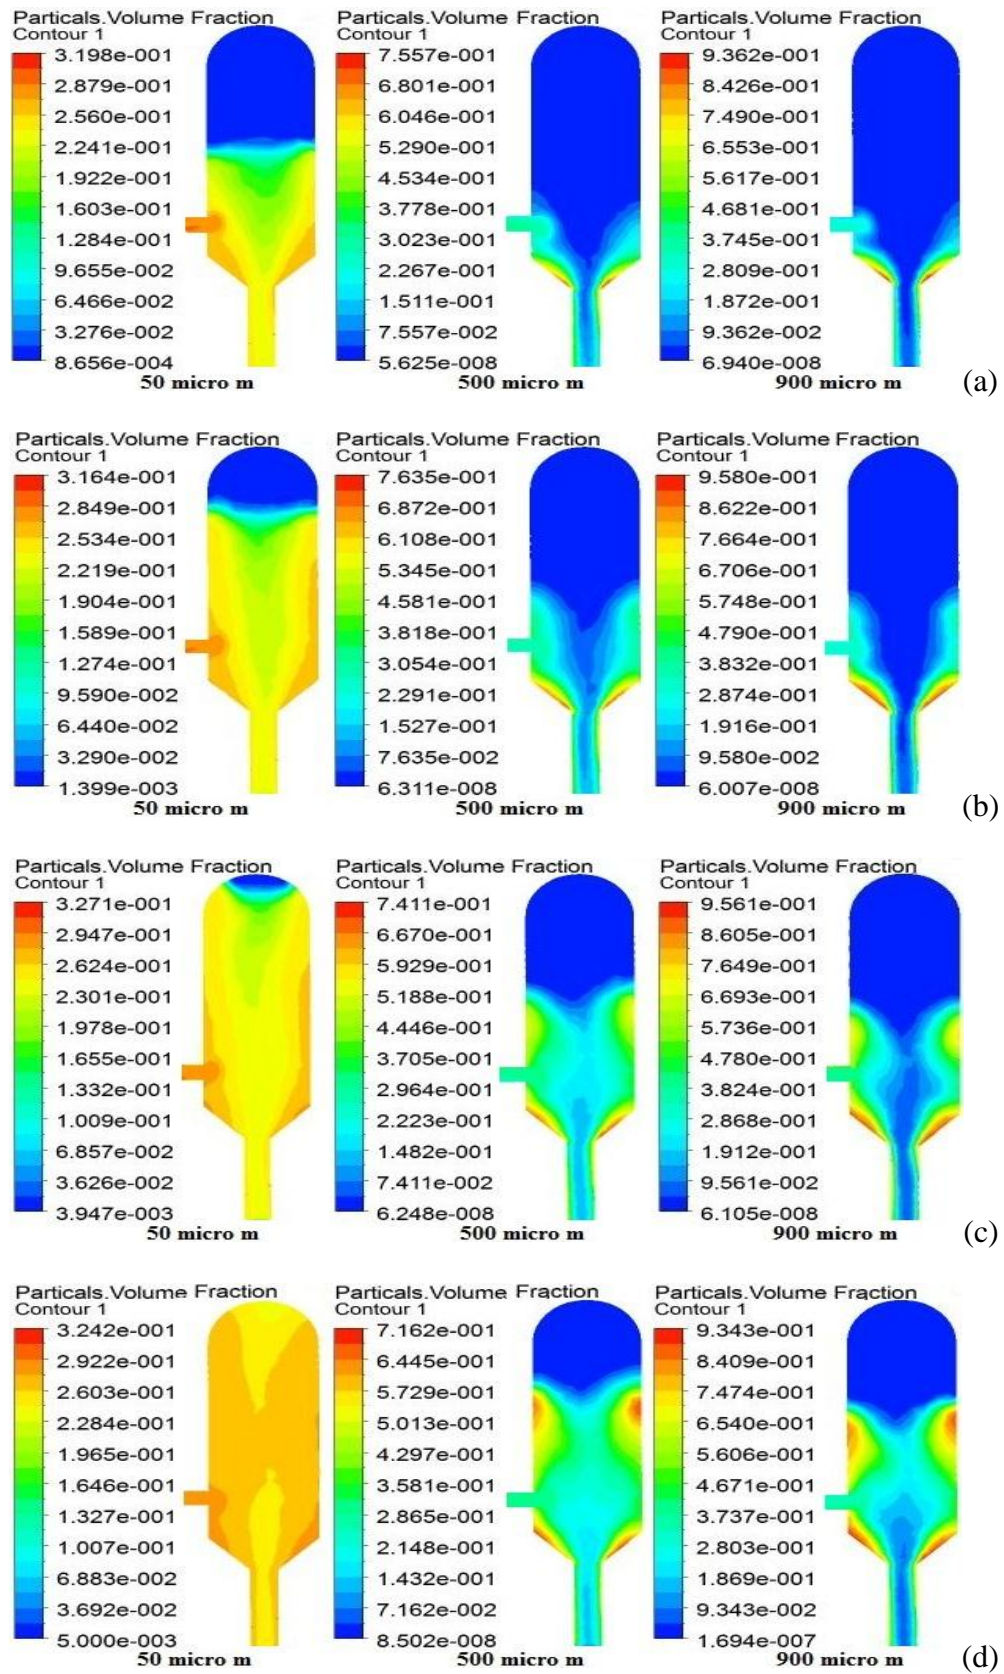 Particals.Volume Fraction
Contour 1
3.198e-001
2.879e-001
2.560e-001
2.241e-001
1.922e-001
1.603e-001
1.284e-001
9.655e-002
6.466e-002
3.276e-002
8.656e-004
50 micro m
Particals.Volume Fraction
Contour 1
7.557e-001
6.801e-001
6.046e-001
5.290e-001
4.534e-001
3.778e-001
3.023e-001
2.267e-001
1.511e-001
7.557e-002
5.625e-008
500 micro m
Particals.Volume Fraction
Contour 1
9.362e-001
8.426e-001
7.490e-001
6.553e-001
5.617e-001
4.681e-001
3.745e-001
2.809e-001
1.872e-001
9.362e-002
6.940e-008
900 micro m
(a)
Particals.Volume Fraction
Contour 1
3.164e-001
2.849e-001
2.534e-001
2.219e-001
1.904e-001
1.589e-001
1.274e-001
9.590e-002
6.440e-002
3.290e-002
1.399e-003
50 micro m
Particals.Volume Fraction
Contour 1
7.635e-001
6.872e-001
6.108e-001
5.345e-001
4.581e-001
3.818e-001
3.054e-001
2.291e-001
1.527e-001
7.635e-002
6.311e-008
500 micro m
Particals.Volume Fraction
Contour 1
9.580e-001
8.622e-001
7.664e-001
6.706e-001
5.748e-001
4.790e-001
3.832e-001
2.874e-001
1.916e-001
9.580e-002
6.007e-008
900 micro m
(b)
Particals.Volume Fraction
Contour 1
3.271e-001
2.947e-001
2.624e-001
2.301e-001
1.978e-001
1.655e-001
1.332e-001
1.009e-001
6.857e-002
3.626e-002
3.947e-003
50 micro m
Particals.Volume Fraction
Contour 1
7.411e-001
6.670e-001
5.929e-001
5.188e-001
4.446e-001
3.705e-001
2.964e-001
2.223e-001
1.482e-001
7.411e-002
6.248e-008
500 micro m
Particals.Volume Fraction
Contour 1
9.561e-001
8.605e-001
7.649e-001
6.693e-001
5.736e-001
4.780e-001
3.824e-001
2.868e-001
1.912e-001
9.561e-002
6.105e-008
900 micro m
(c)
Particals.Volume Fraction
Contour 1
3.242e-001
2.922e-001
2.603e-001
2.284e-001
1.965e-001
1.646e-001
1.327e-001
1.007e-001
6.883e-002
3.692e-002
5.000e-003
50 micro m
Particals.Volume Fraction
Contour 1
7.162e-001
6.445e-001
5.729e-001
5.013e-001
4.297e-001
3.581e-001
2.865e-001
2.148e-001
1.432e-001
7.162e-002
8.502e-008
500 micro m
Particals.Volume Fraction
Contour 1
9.343e-001
8.409e-001
7.474e-001
6.540e-001
5.606e-001
4.671e-001
3.737e-001
2.803e-001
1.869e-001
9.343e-002
1.694e-007
900 micro m
(d)